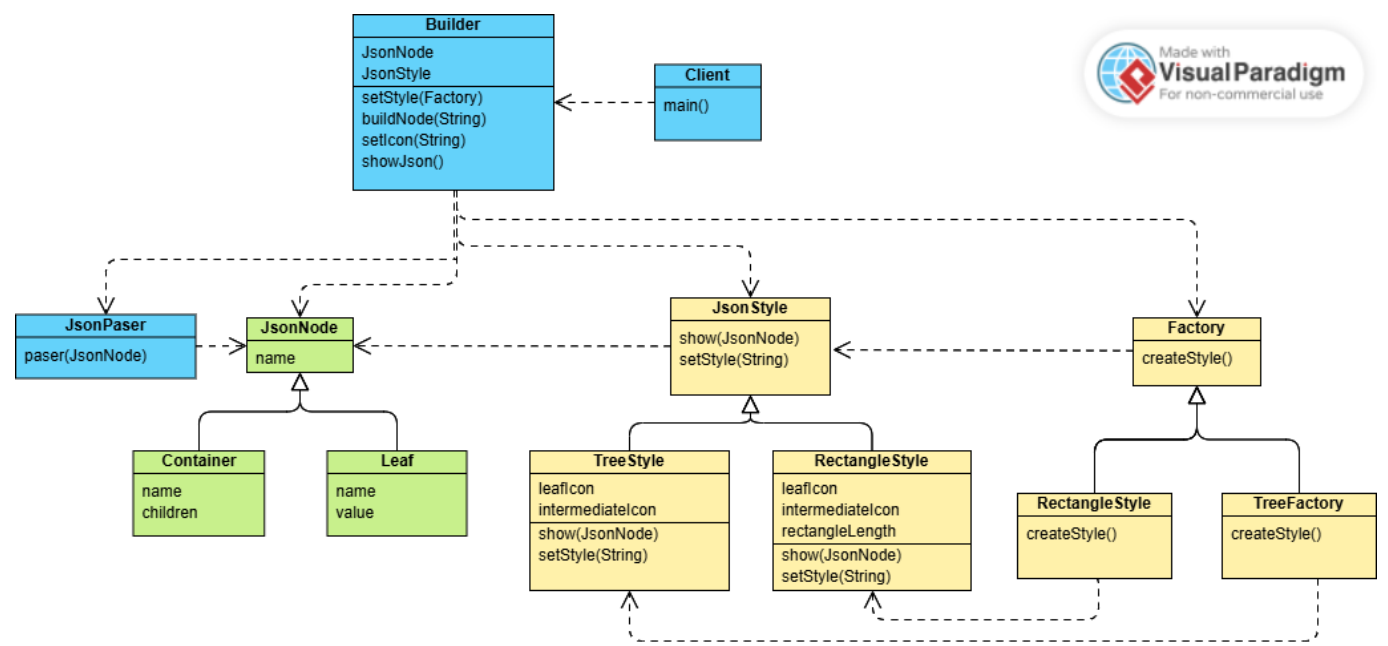 Builder
JsonNode
JsonStyle
setStyle(Factory)
buildNode(String)
setIcon(String)
showJson()
Client
main()
Made with
VisualParadigm
For non-commercial use
JsonPaser
paser(JsonNode)
JsonNode
name
JsonStyle
show(JsonNode)
setStyle(String)
Factory
createStyle()
Container
name
children
Leaf
name
value
TreeStyle
leafIcon
intermediateIcon
show(JsonNode)
setStyle(String)
RectangleStyle
leafIcon
intermediateIcon
rectangleLength
show(JsonNode)
setStyle(String)
RectangleStyle
createStyle()
TreeFactory
createStyle()